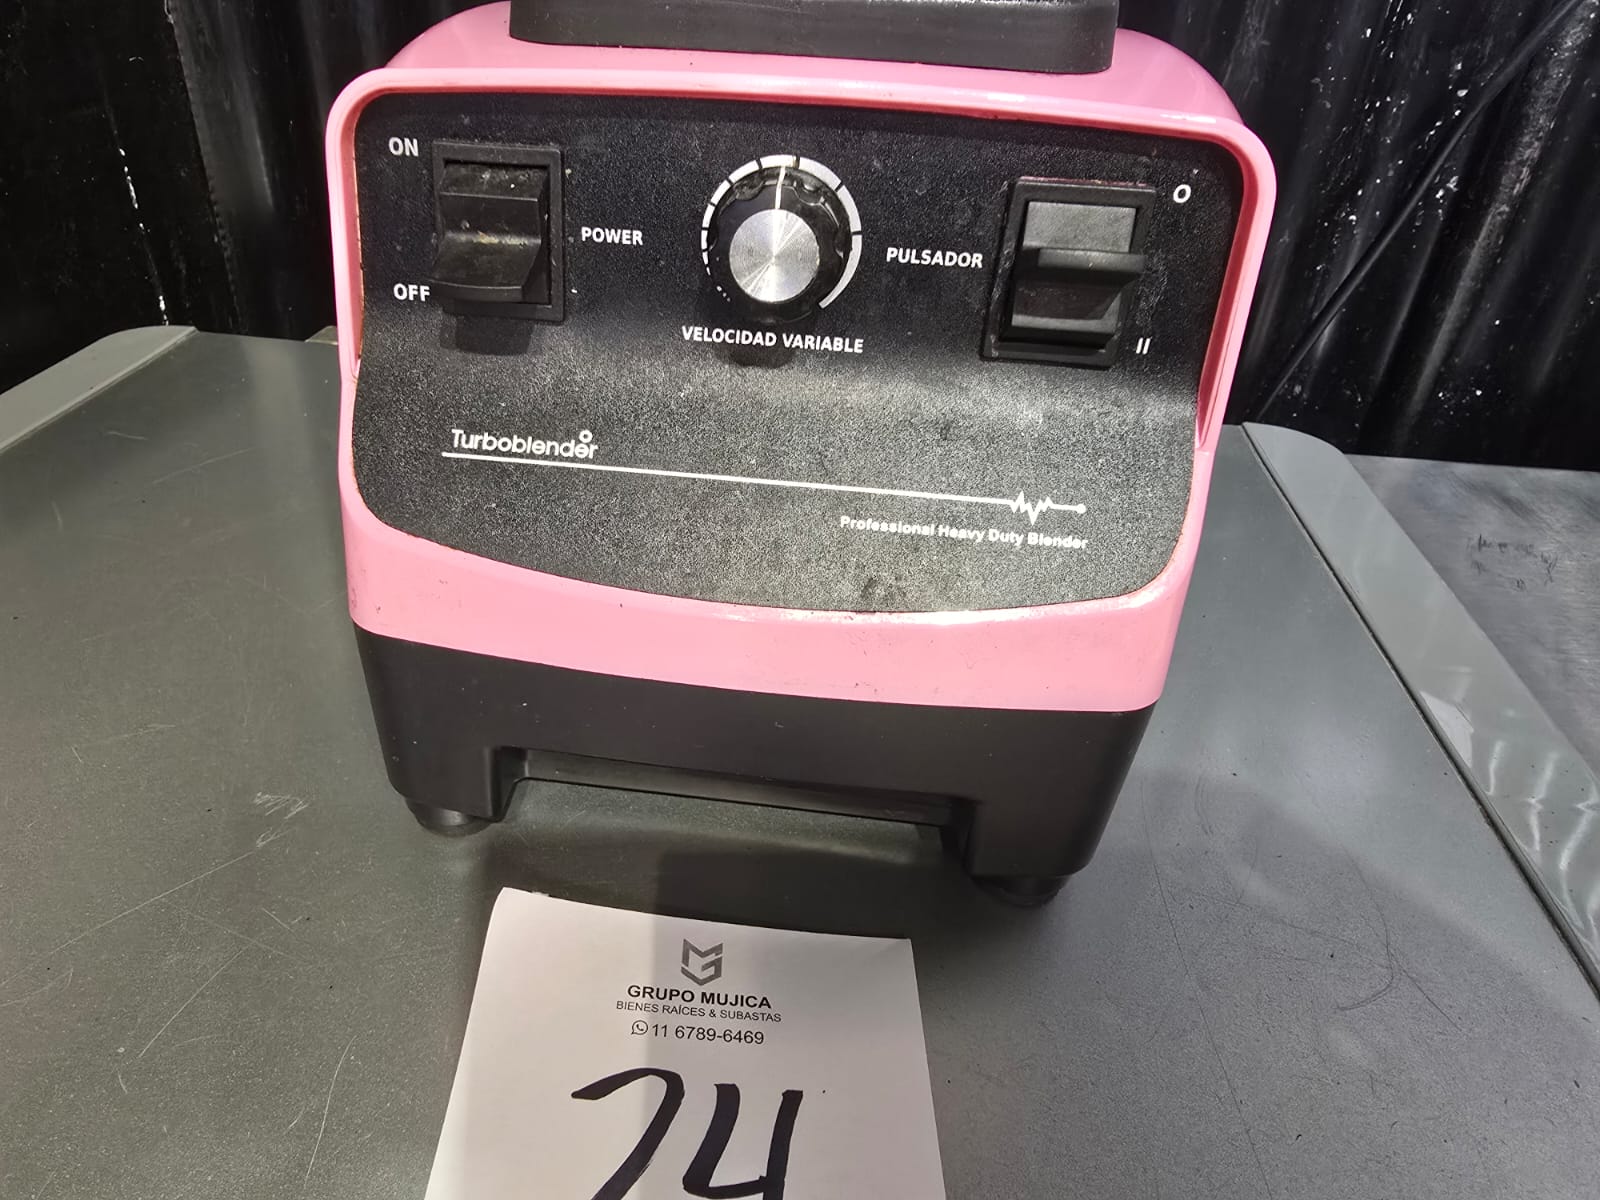 ON
POWER
OFF
VELOCIDAD VARIABLE
PULSADOR
O
II
Turboblender
Professional Heavy Duty Blender
GRUPO MUJICA
BIENES RAÍCES & SUBASTAS
11 6789-6469
24